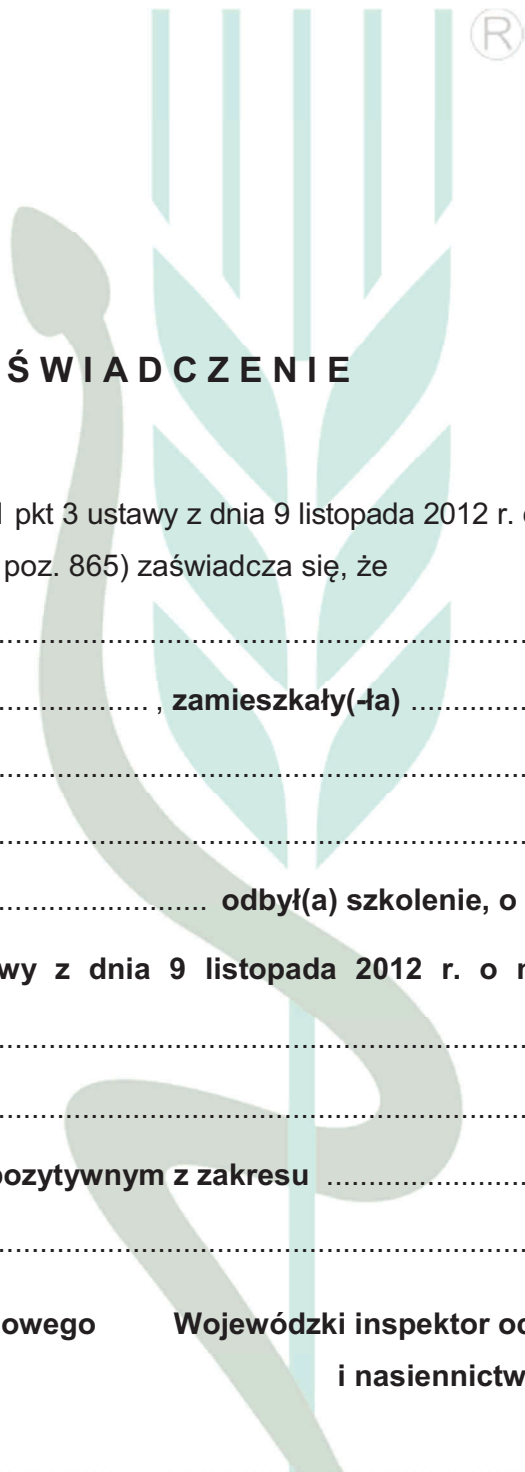 ®
ŚWIADCZENIE
pkt 3 ustawy z dnia 9 listopada 2012 r.
poz. 865) zaświadcza się, że
....................................................................
.................. , zamieszkały(-ła) ..............
....................................................................
....................................................................
.......................... odbył(a) szkolenie, o
wy z dnia 9 listopada 2012 r. o
....................................................................
....................................................................
pozytywnym z zakresu .........................
....................................................................
owego Wojewódzki inspektor oc
i nasiennictw